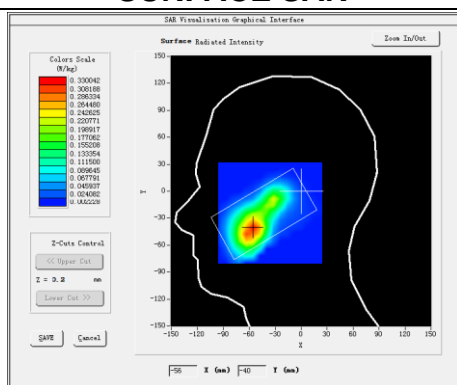 SURFACE SAR
SAR Visualisation Graphical Interface
Surface Radiated Intensity
Zoom In/Out
Colors Scale
(W/kg)
0.330042
0.308188
0.286334
0.264480
0.242625
0.220771
0.198917
0.177062
0.155208
0.133354
0.111500
0.089645
0.067791
0.045937
0.024082
0.002228
150
120
90
60
30
0
-30
-60
-90
-120
-150
Y
-150 -120 -90 -60 -30 0 30 60 90 120 150
X
Z-Cuts Control
<< Upper Cut
Z = 3.2 mm
Lower Cut >>
SAVE Cancel
-56 X (mm) -40 Y (mm)